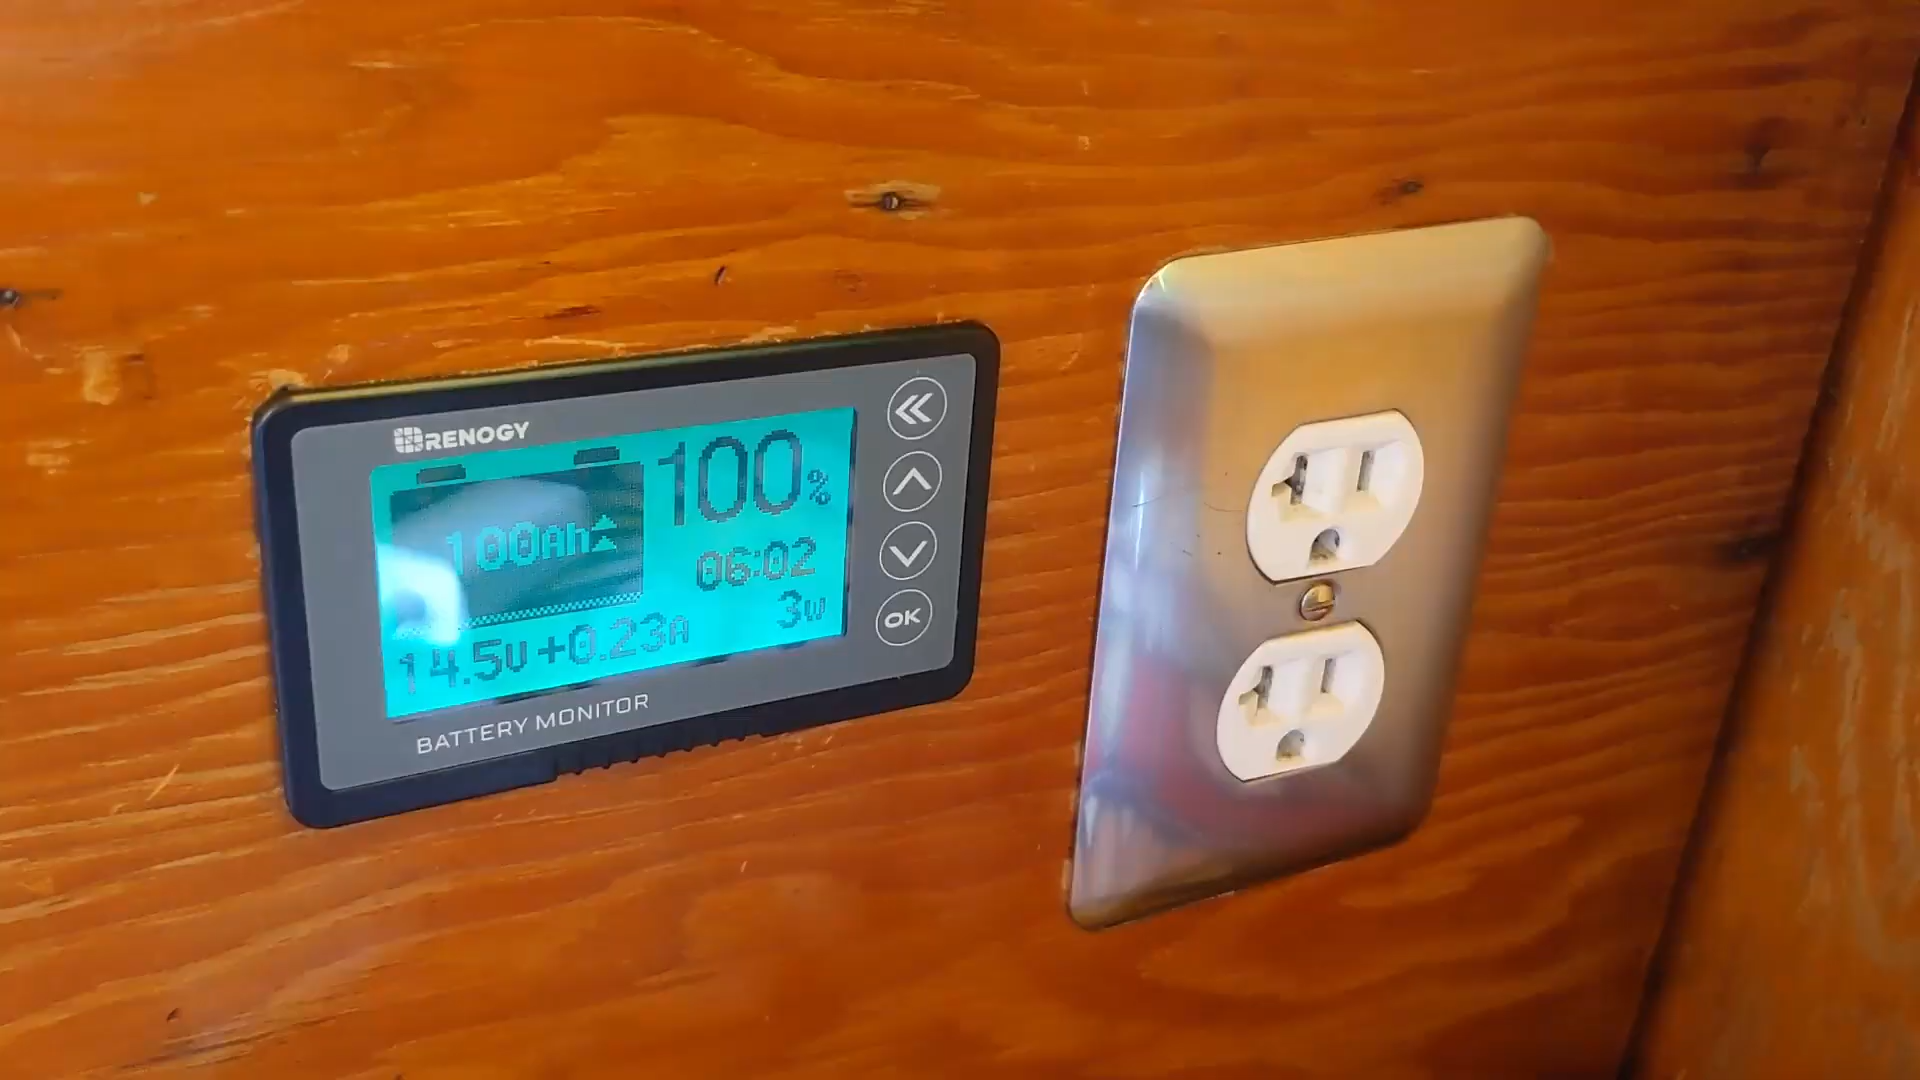 RENOGY
100%
100Ah
06:02
3W
14.5V+0.23A
OK
BATTERY MONITOR